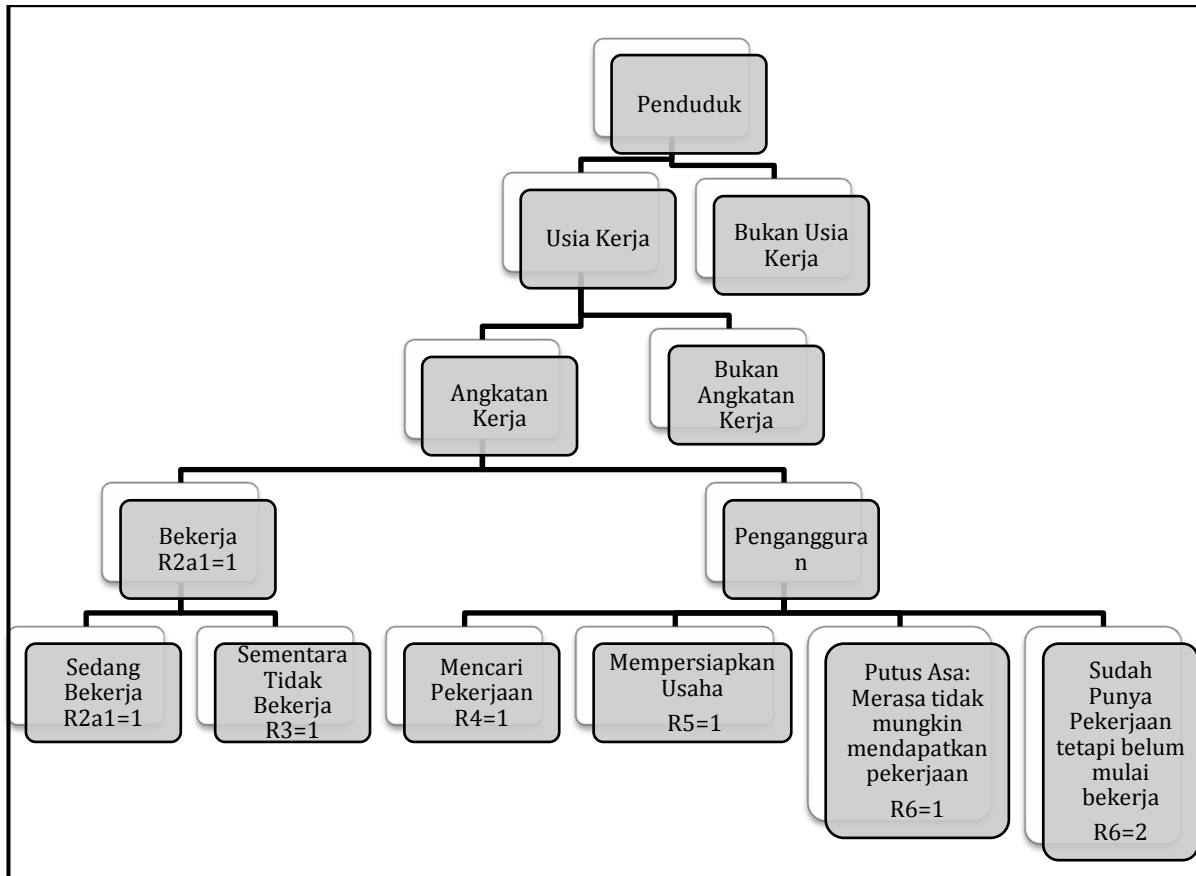 Penduduk
Usia Kerja
Bukan Usia
Kerja
Angkatan
Kerja
Bukan
Angkatan
Kerja
Bekerja
R2a1=1
Penganggura
n
Sedang
Bekerja
R2a1=1
Sementara
Tidak
Bekerja
R3=1
Mencari
Pekerjaan
R4=1
Mempersiapkan
Usaha
R5=1
Putus Asa:
Merasa tidak
mungkin
mendapatkan
pekerjaan
R6=1
Sudah
Punya
Pekerjaan
tetapi belum
mulai
bekerja
R6=2